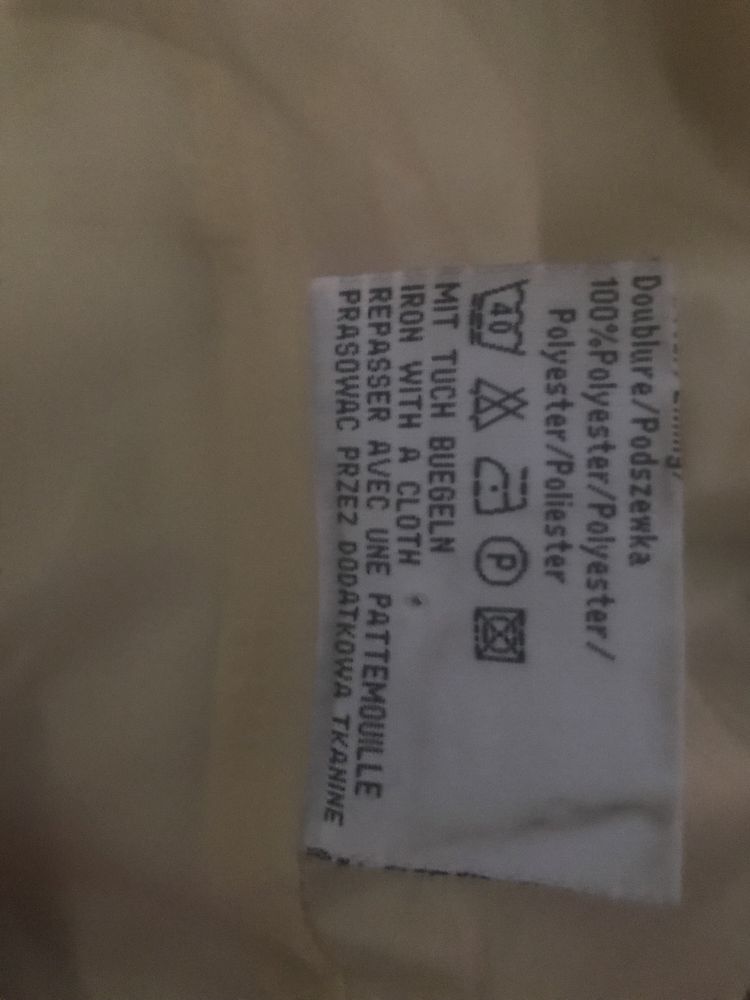 Doublure/Podszewka
100%Polyester/Polyester/
Polyester/Poliester
40 P
MIT TUCH BUEGELN
IRON WITH A CLOTH
REPASSER AVEC UNE PATTEMOUILLE
PRASOWAC PRZEZ DODATKOWA TKANINE